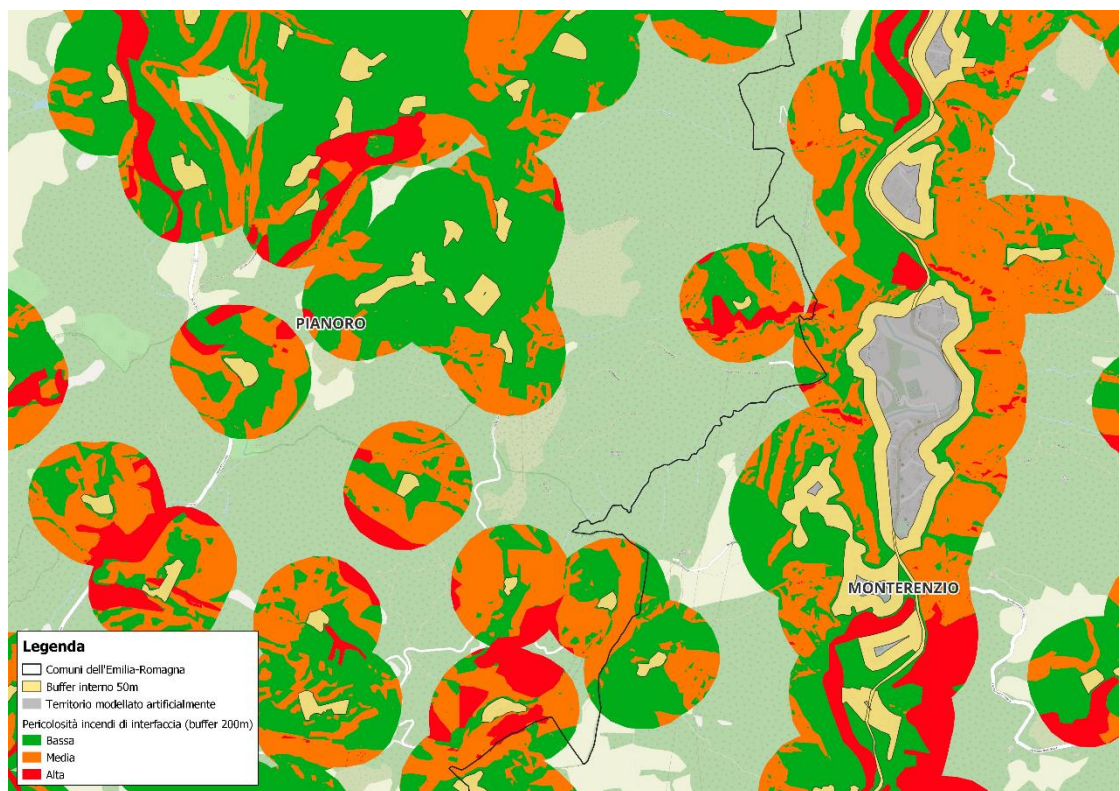 PIANORO
MONTERENZIO
Legenda
Comuni dell'Emilia-Romagna
Buffer interno 50m
Territorio modellato artificialmente
Pericolosità incendi di interfaccia (buffer 200m)
Bassa
Media
Alta